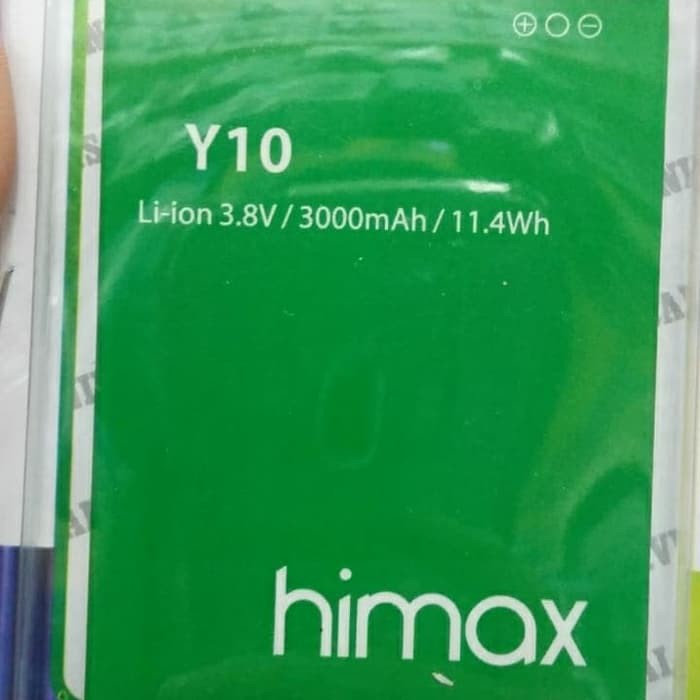 Y10
Li-ion 3.8V / 3000mAh / 11.4Wh
himax